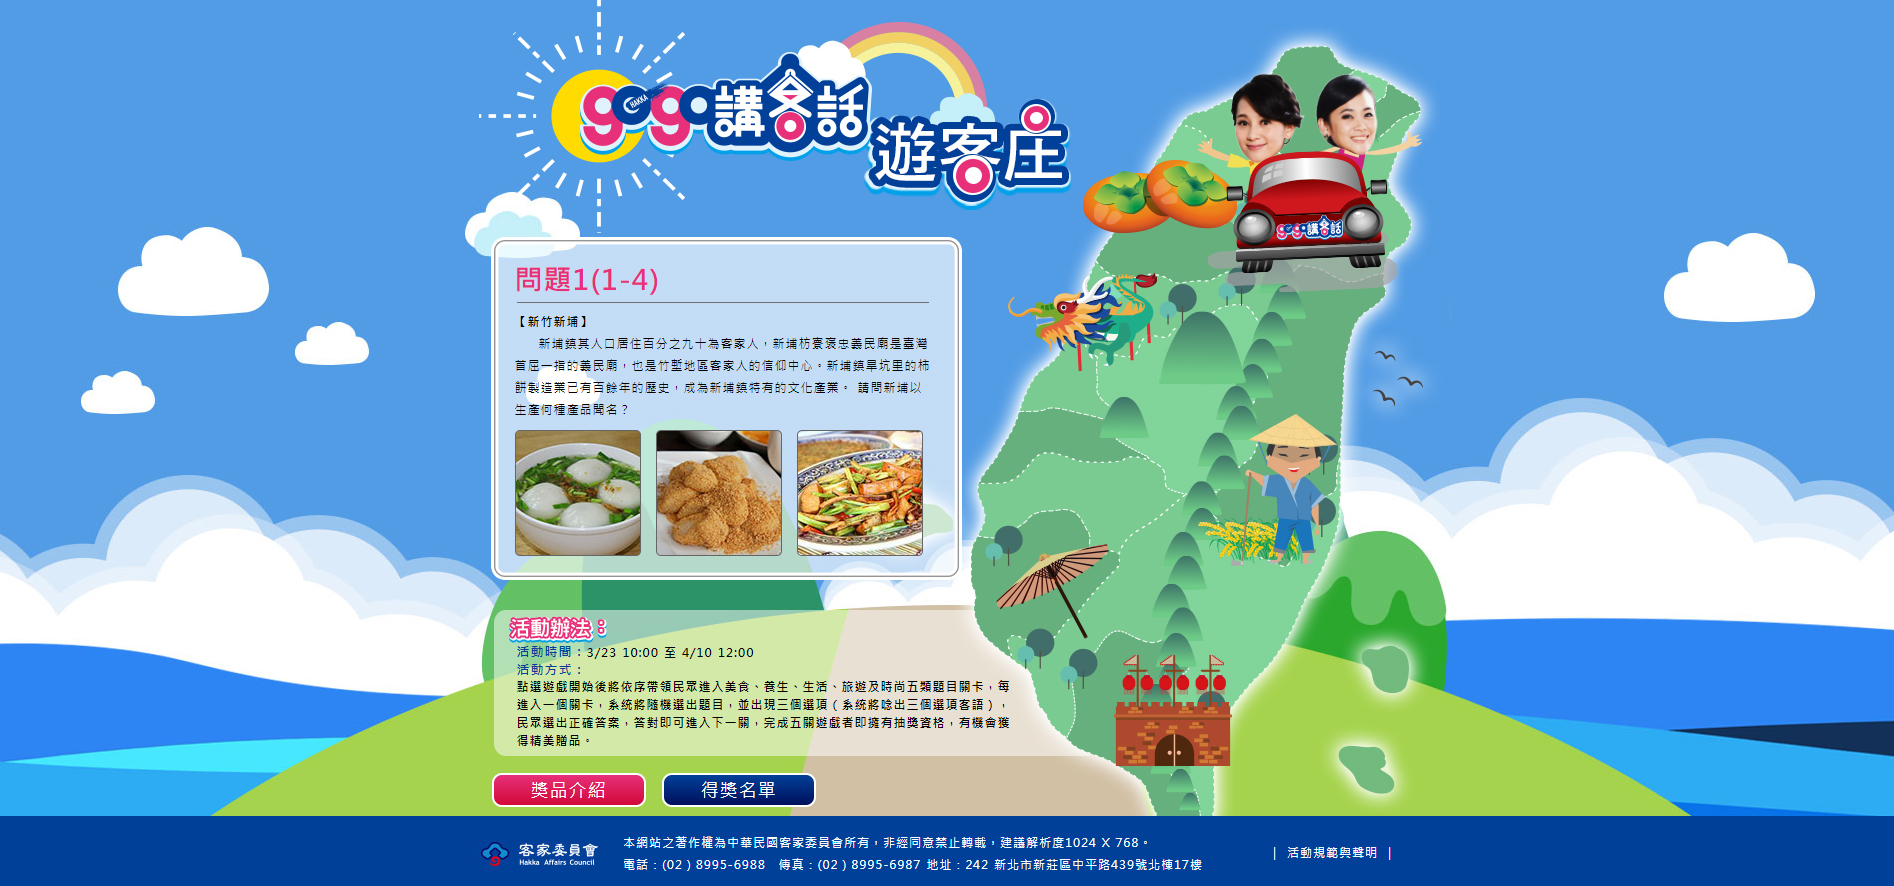 gogo講客話
HAKKA
遊客庄
gogo講客話
問題1(1-4)
【新竹新埔】
新埔鎮其人口居住百分之九十為客家人，新埔枋寮褒忠義民廟是臺灣
首屈一指的義民廟，也是竹塹地區客家人的信仰中心。新埔鎮旱坑里的柿
餅製造業已有百餘年的歷史，成為新埔鎮特有的文化產業。 請問新埔以
生產何種產品聞名？
活動辦法：
活動時間：3/23 10:00 至 4/10 12:00
活動方式：
點選遊戲開始後將依序帶領民眾進入美食、養生、生活、旅遊及時尚五類題目關卡，每
進入一個關卡，系統將隨機選出題目，並出現三個選項（系統將唸出三個選項客語），
民眾選出正確答案，答對即可進入下一關，完成五關遊戲者即擁有抽獎資格，有機會獲
得精美贈品。
獎品介紹 得獎名單
客家委員會
Hakka Affairs Council
本網站之著作權為中華民國客家委員會所有，非經同意禁止轉載，建議解析度1024 X 768。
電話：(02）8995-6988 傳真：(02）8995-6987 地址：242 新北市新莊區中平路439號北棟17樓
| 活動規範與聲明 |